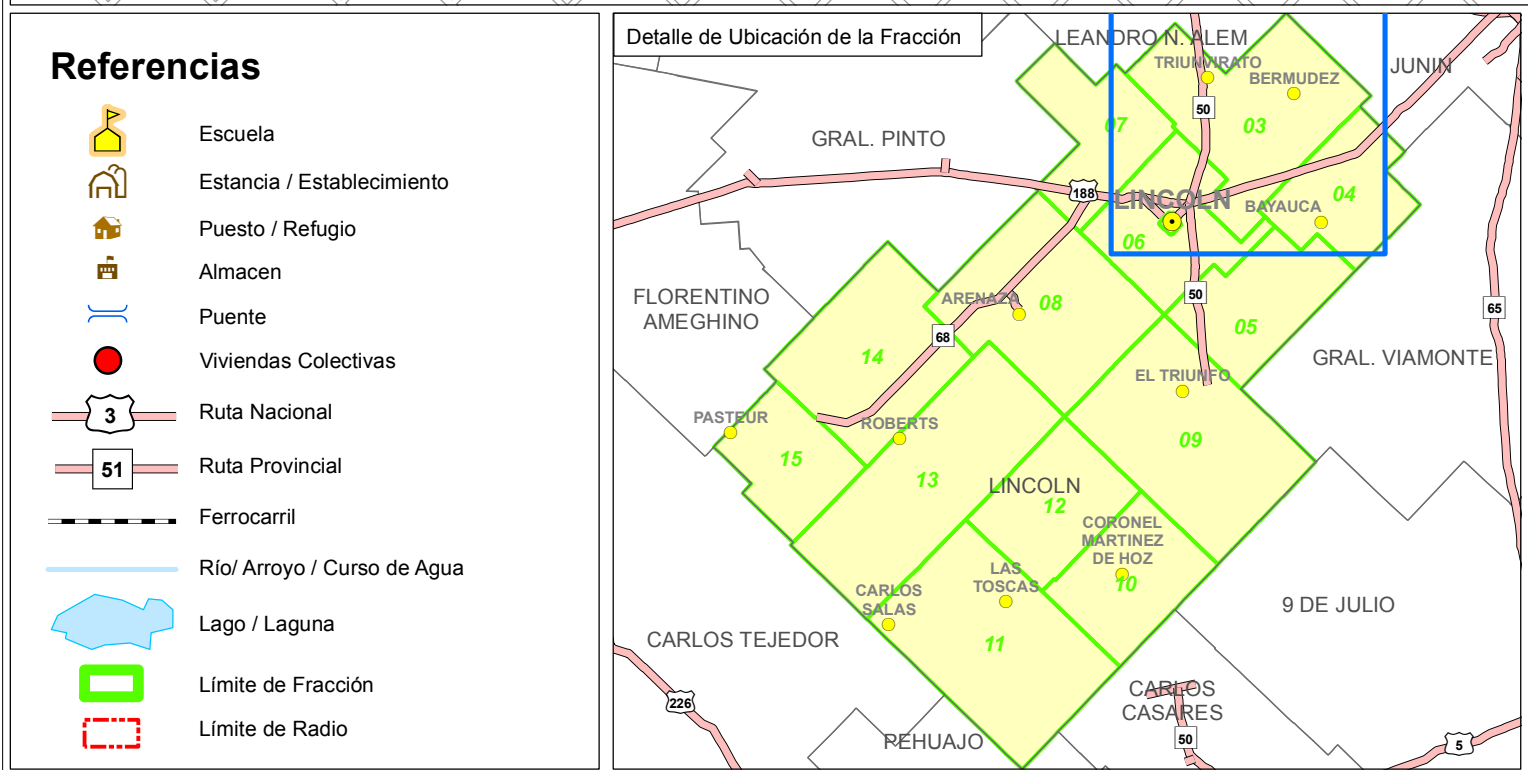 Referencias
Escuela
Estancia / Establecimiento
Puesto / Refugio
Almacen
Puente
Viviendas Colectivas
3
Ruta Nacional
51
Ruta Provincial
Ferrocarril
Río/ Arroyo / Curso de Agua
Lago / Laguna
Límite de Fracción
Límite de Radio
Detalle de Ubicación de la Fracción
LEANDRO N. ALEM
TRIUNVIRATO
JUNIN
BERMUDEZ
50
07
03
GRAL. PINTO
188
LINCOLN
04
BAYAUCA
06
FLORENTINO
AMEGHINO
ARENAZA
08
50
05
65
68
14
GRAL. VIAMONTE
EL TRIUNFO
PASTEUR
ROBERTS
09
15
13
LINCOLN
12
CORONEL
MARTINEZ
DE HOZ
10
LAS
TOSCAS
CARLOS
SALAS
9 DE JULIO
CARLOS TEJEDOR
11
226
CARLOS
CASARES
PEHUAJO
50
5